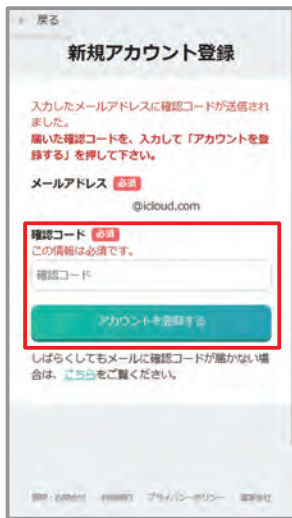 戻る
新規アカウント登録
入力したメールアドレスに確認コードが送信され
ました。
届いた確認コードを、入力して「アカウントを登
録する」を押して下さい。
メールアドレス 必須
@icloud.com
確認コード 必須
この情報は必須です。
確認コード
アカウントを登録する
しばらくしてもメールに確認コードが届かない場
合は、こちらをご覧ください。
プライバシーポリシー